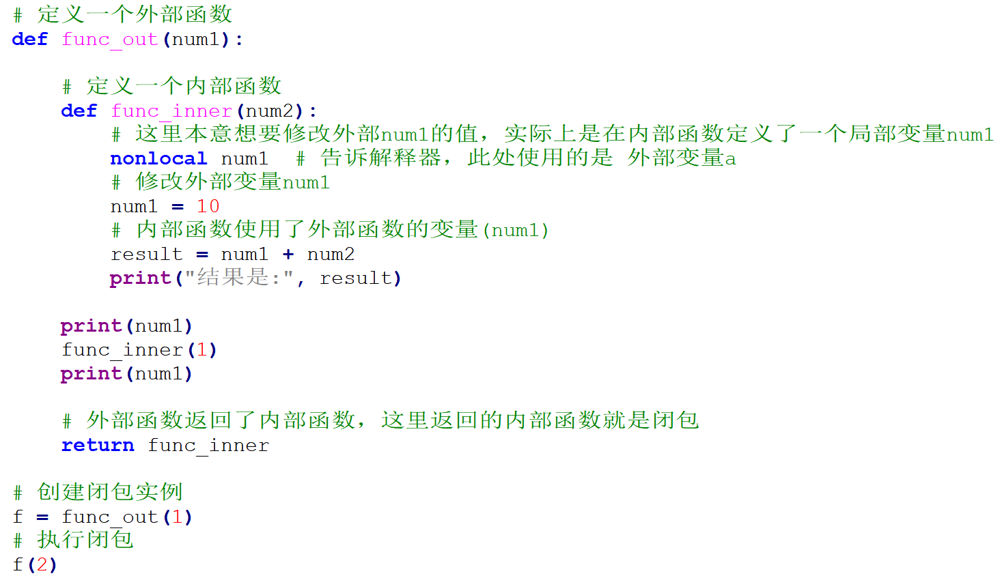 # 定义一个外部函数
def func_out(num1):
    # 定义一个内部函数
    def func_inner(num2):
        # 这里本意想要修改外部num1的值，实际上是在内部函数定义了一个局部变量num1
        nonlocal num1  # 告诉解释器，此处使用的是 外部变量a
        # 修改外部变量num1
        num1 = 10
        # 内部函数使用了外部函数的变量(num1)
        result = num1 + num2
        print("结果是:", result)
    print(num1)
    func_inner(1)
    print(num1)
    # 外部函数返回了内部函数，这里返回的内部函数就是闭包
    return func_inner
# 创建闭包实例
f = func_out(1)
# 执行闭包
f(2)